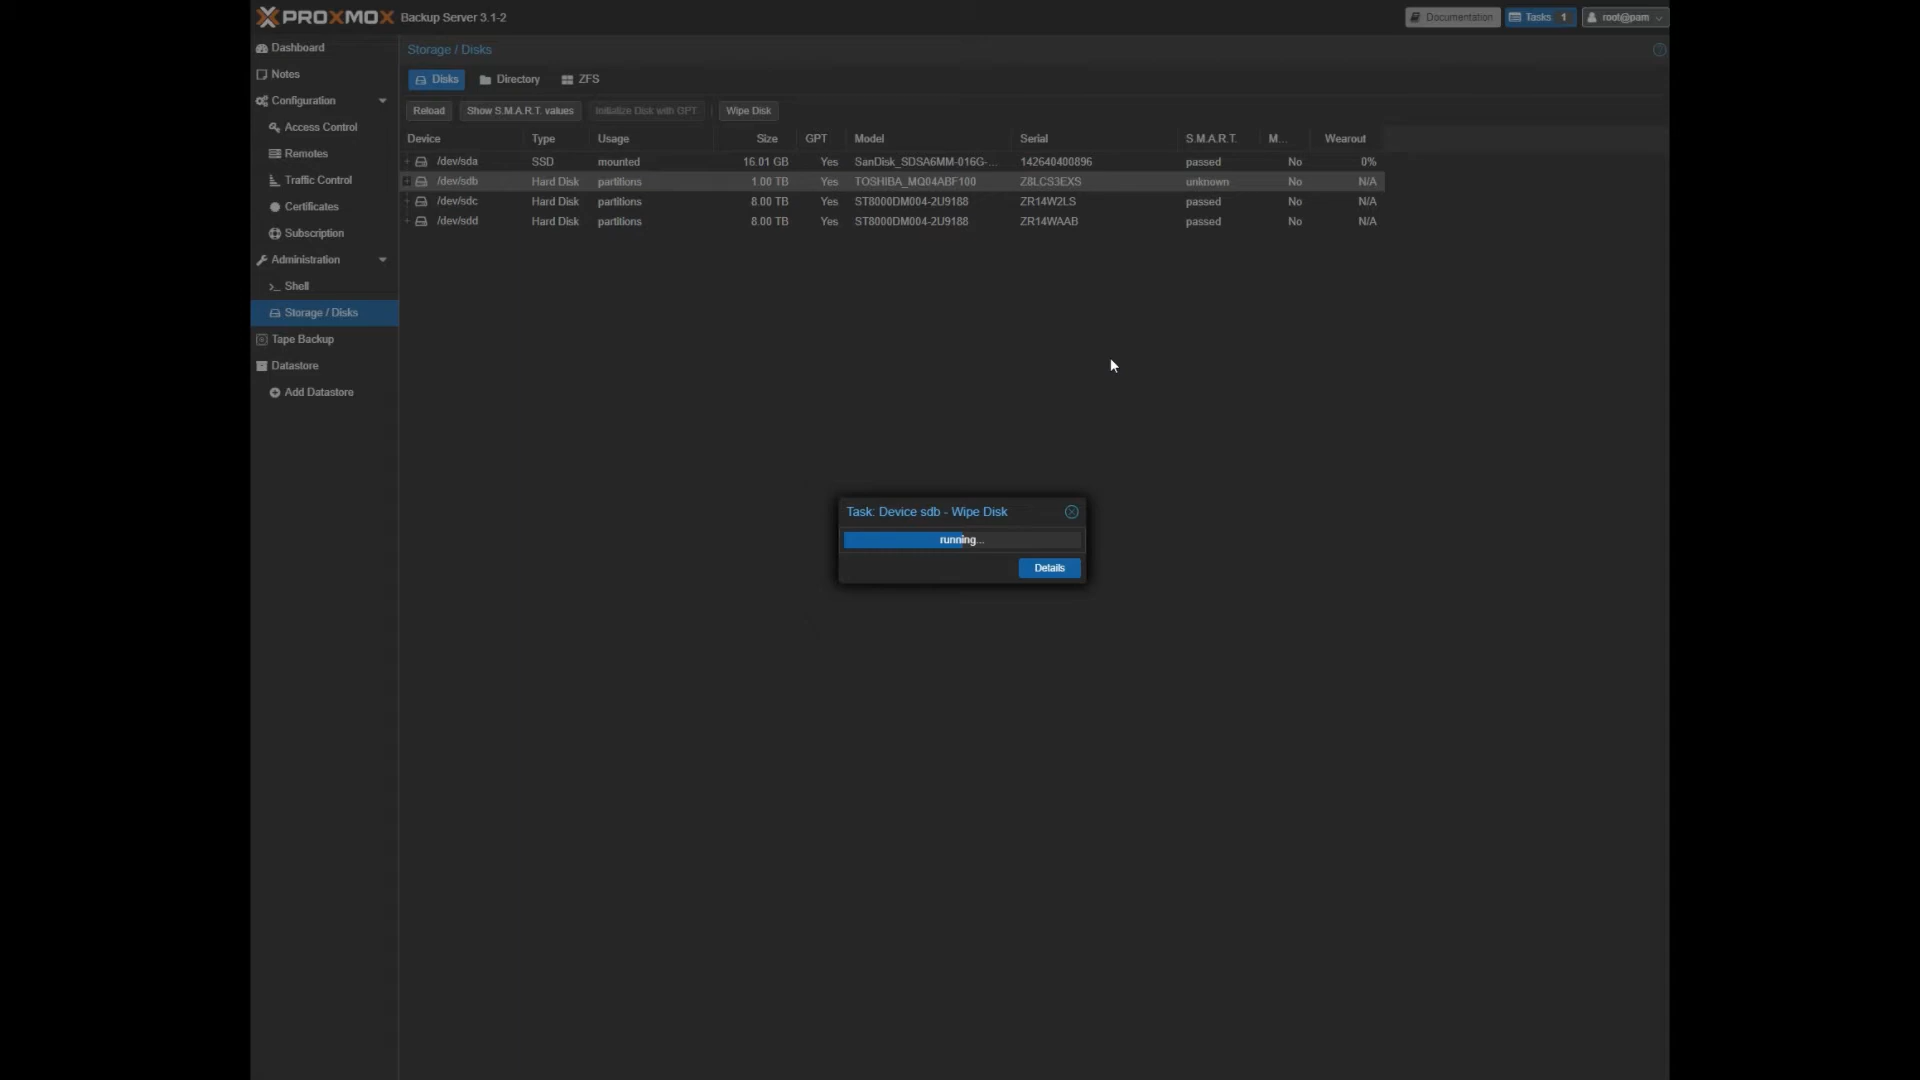 PROXMOX Backup Server 3.1-2
Documentation
Tasks 1
root@pam
Dashboard
Notes
Configuration
Access Control
Remotes
Traffic Control
Certificates
Subscription
Administration
Shell
Storage / Disks
Tape Backup
Datastore
Add Datastore
Storage / Disks
Disks Directory ZFS
Reload Show S.M.A.R.T. values Initialize Disk with GPT Wipe Disk
Device Type Usage Size GPT Model Serial S.M.A.R.T. M... Wearout
/dev/sda SSD mounted 16.01 GB Yes SanDisk_SDSA6MM-016G-... 142640400896 passed No 0%
/dev/sdb Hard Disk partitions 1.00 TB Yes TOSHIBA_MQ04ABF100 Z8LCS3EXS unknown No N/A
/dev/sdc Hard Disk partitions 8.00 TB Yes ST8000DM004-2U9188 ZR14W2LS passed No N/A
/dev/sdd Hard Disk partitions 8.00 TB Yes ST8000DM004-2U9188 ZR14WAAB passed No N/A
Task: Device sdb - Wipe Disk
running...
Details